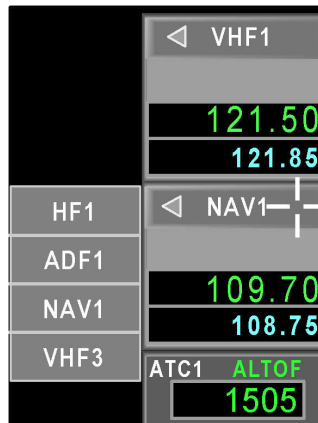 VHF1
121.50
121.85
HF1
ADF1
NAV1
VHF3
NAV1
109.70
108.75
ATC1 ALTOF
1505